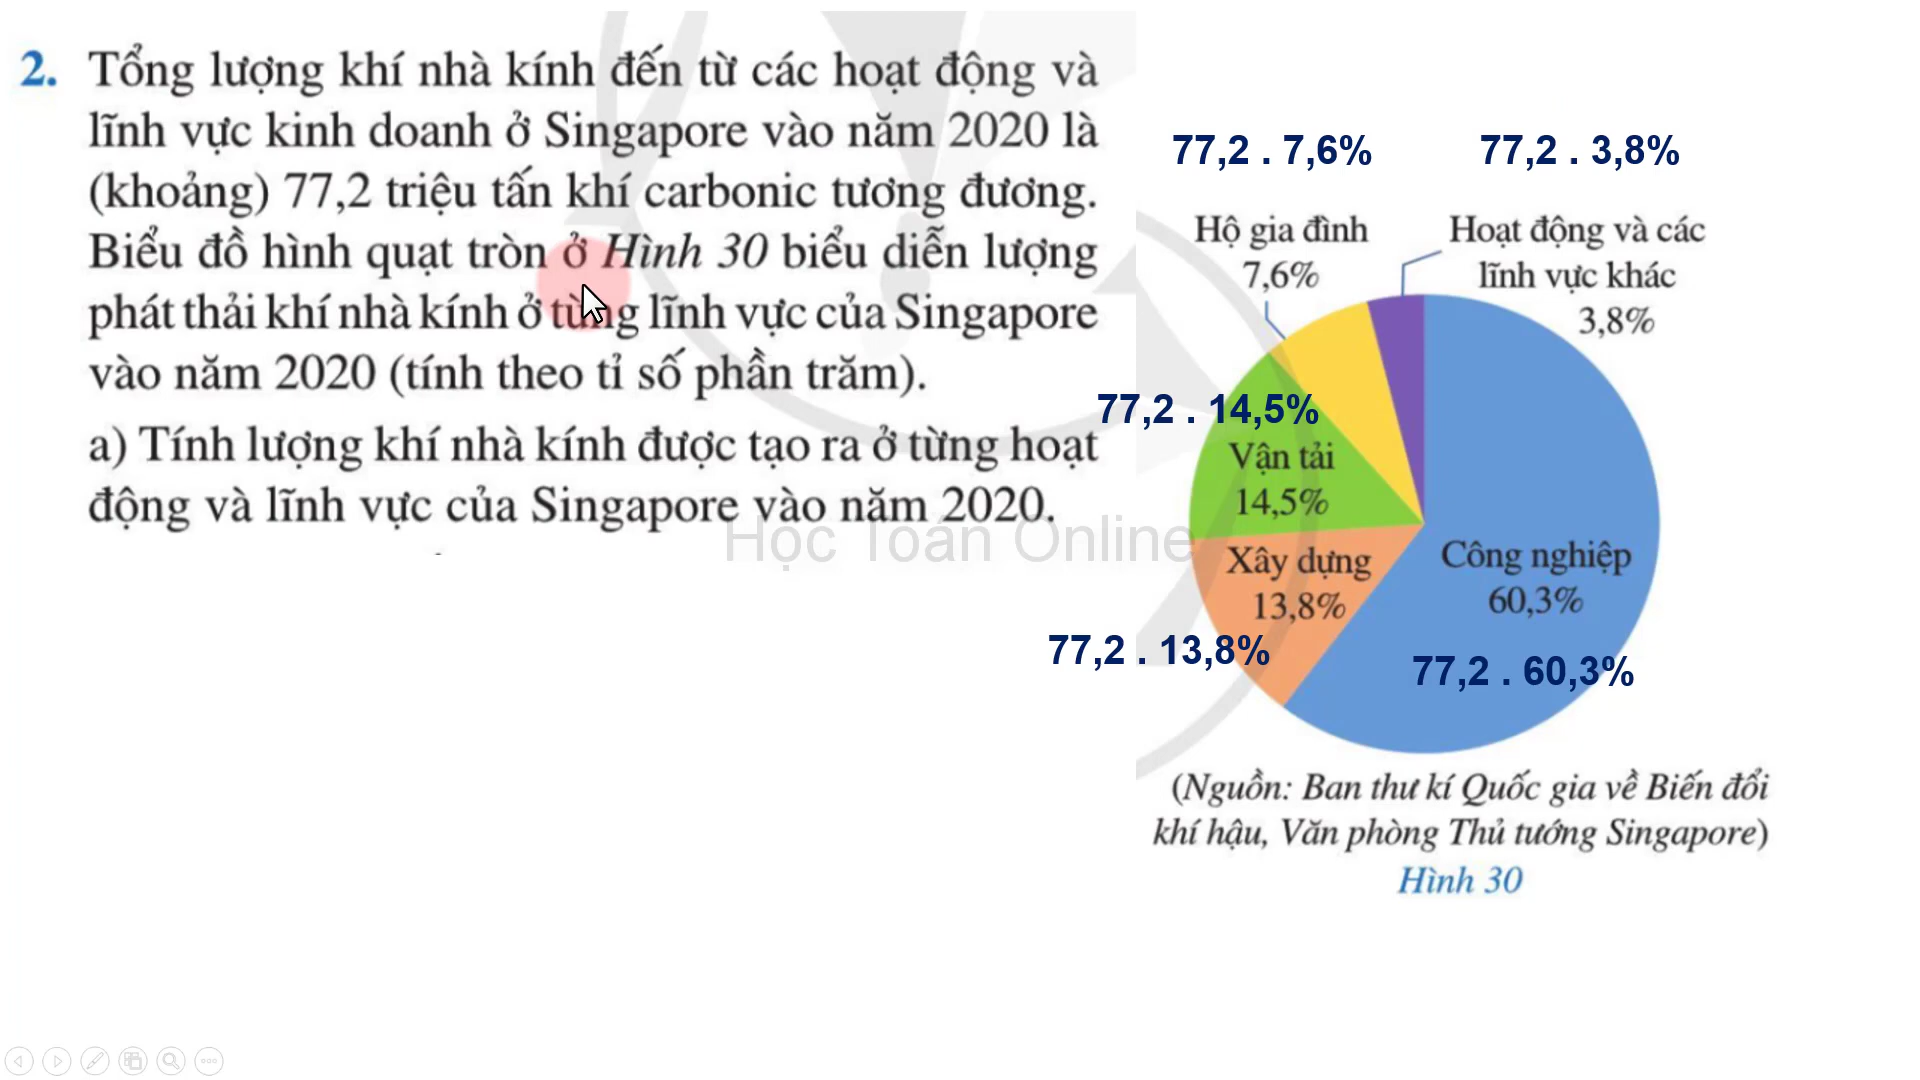 2. Tổng lượng khí nhà kính đến từ các hoạt động và
lĩnh vực kinh doanh ở Singapore vào năm 2020 là
(khoảng) 77,2 triệu tấn khí carbonic tương đương.
Biểu đồ hình quạt tròn ở Hình 30 biểu diễn lượng
phát thải khí nhà kính ở từng lĩnh vực của Singapore
vào năm 2020 (tính theo tỉ số phần trăm).
a) Tính lượng khí nhà kính được tạo ra ở từng hoạt
động và lĩnh vực của Singapore vào năm 2020.
Học Toán Online
77,2 . 7,6%
77,2 . 3,8%
Hộ gia đình
7,6%
Hoạt động và các
lĩnh vực khác
3,8%
77,2 . 14,5%
Vận tải
14,5%
Xây dựng
13,8%
77,2 . 13,8%
Công nghiệp
60,3%
77,2 . 60,3%
(Nguồn: Ban thư kí Quốc gia về Biến đổi
khí hậu, Văn phòng Thủ tướng Singapore)
Hình 30